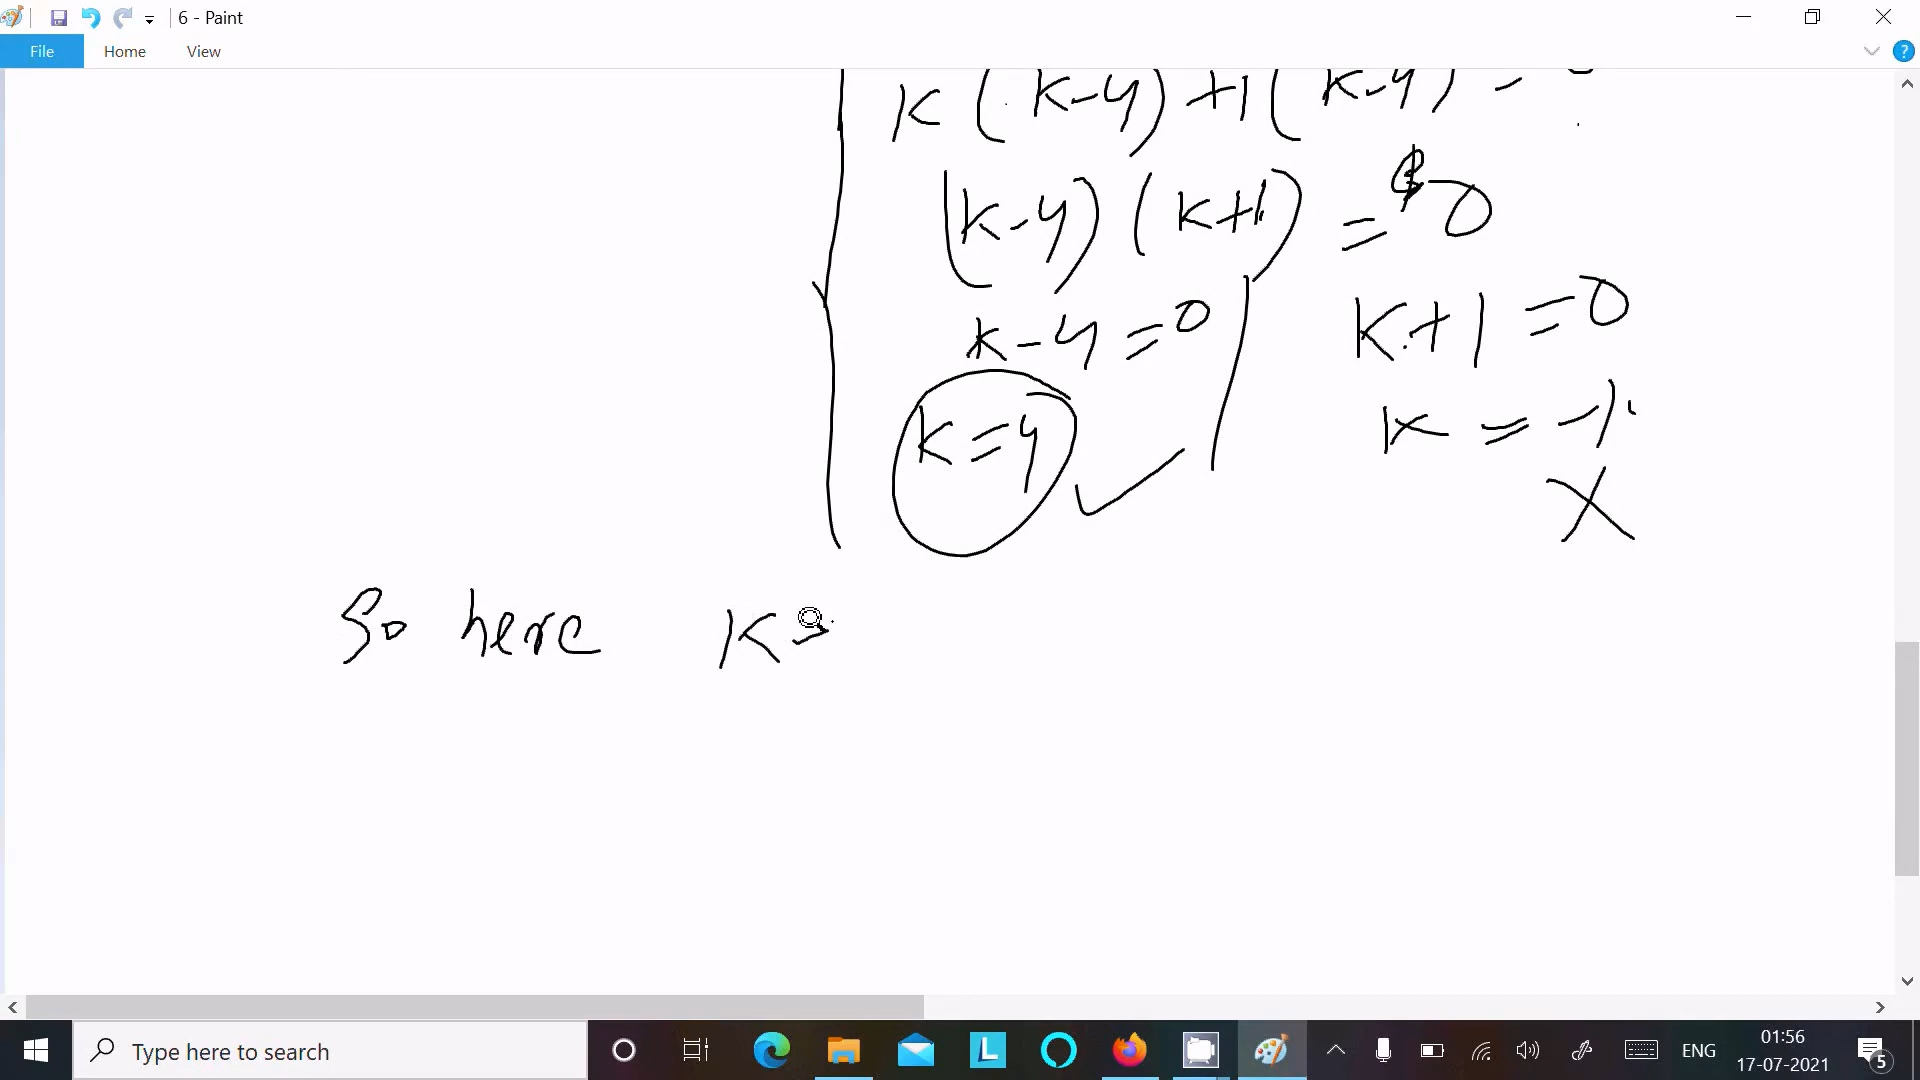 6 - Paint
File Home View
K(K-4)+1(K-4) =
(K-4) (K+1) = 0
K-4=0 K+1=0
K=4 K=-1
X
So here K=
Type here to search
L
ENG
01:56
17-07-2021
5